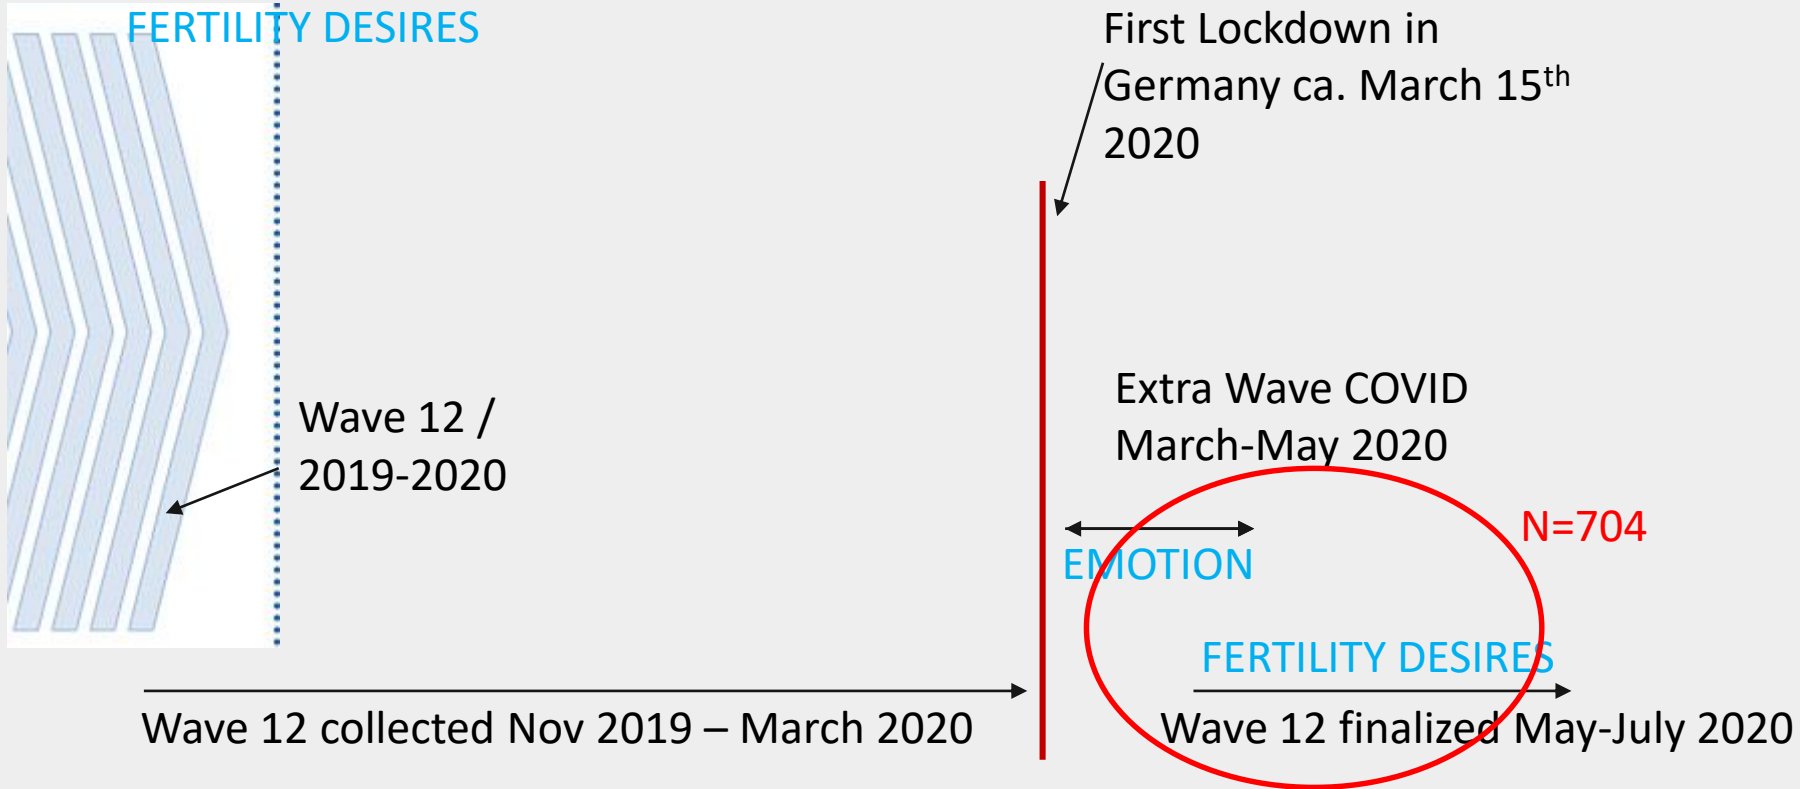 FERTILITY DESIRES
First Lockdown in
Germany ca. March 15th
2020
Wave 12 /
2019-2020
Extra Wave COVID
March-May 2020
N=704
EMOTION
FERTILITY DESIRES
Wave 12 collected Nov 2019 – March 2020
Wave 12 finalized May-July 2020